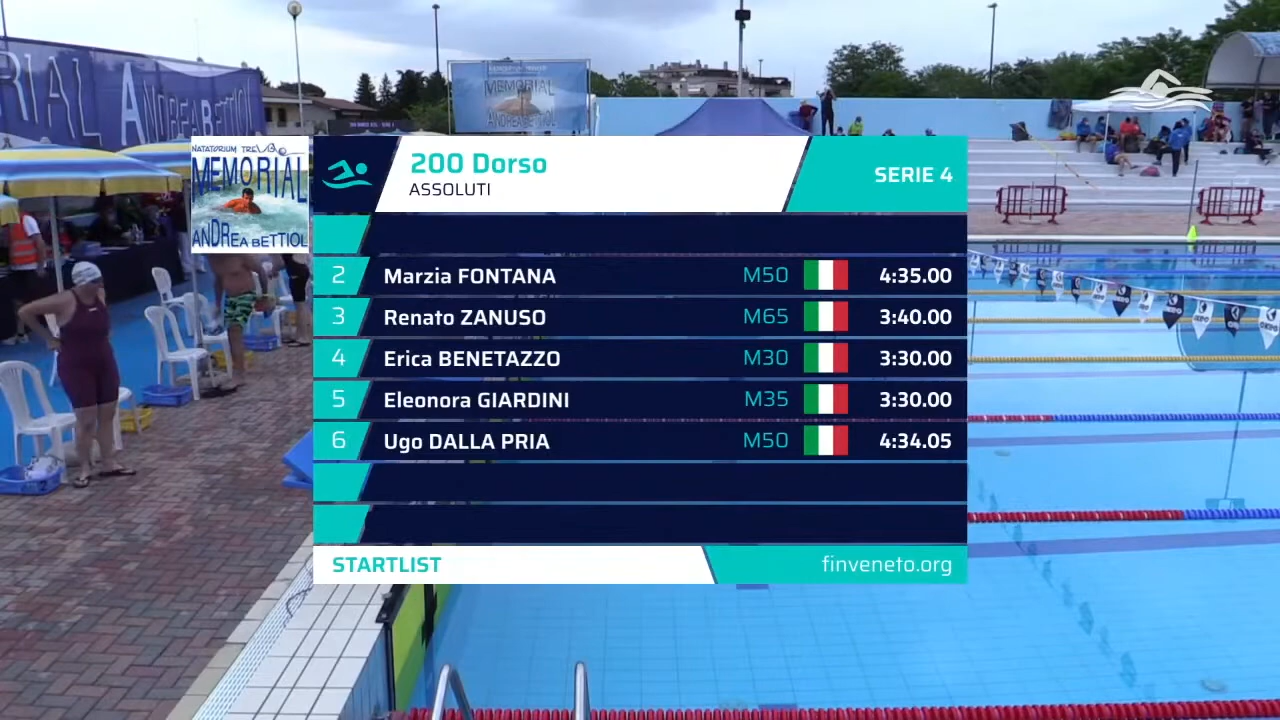 RIAL ANDREA BETTIOL
MEMORIAL
ANDREA BETTIOL
NATATORIUM TREVISO
MEMORIAL
ANDREA BETTIOL
200 Dorso
ASSOLUTI
SERIE 4
2 Marzia FONTANA M50 4:35.00
3 Renato ZANUSO M65 3:40.00
4 Erica BENETAZZO M30 3:30.00
5 Eleonora GIARDINI M35 3:30.00
6 Ugo DALLA PRIA M50 4:34.05
STARTLIST
finveneto.org